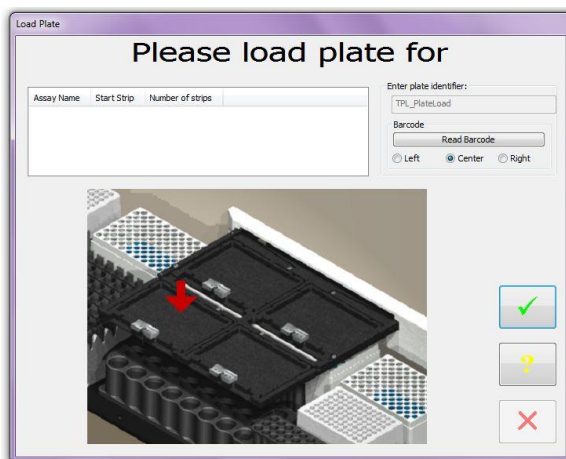 Load Plate
Please load plate for
Assay Name Start Strip Number of strips
Enter plate identifier:
TPL_PlateLoad
Barcode
Read Barcode
Left Center Right
?